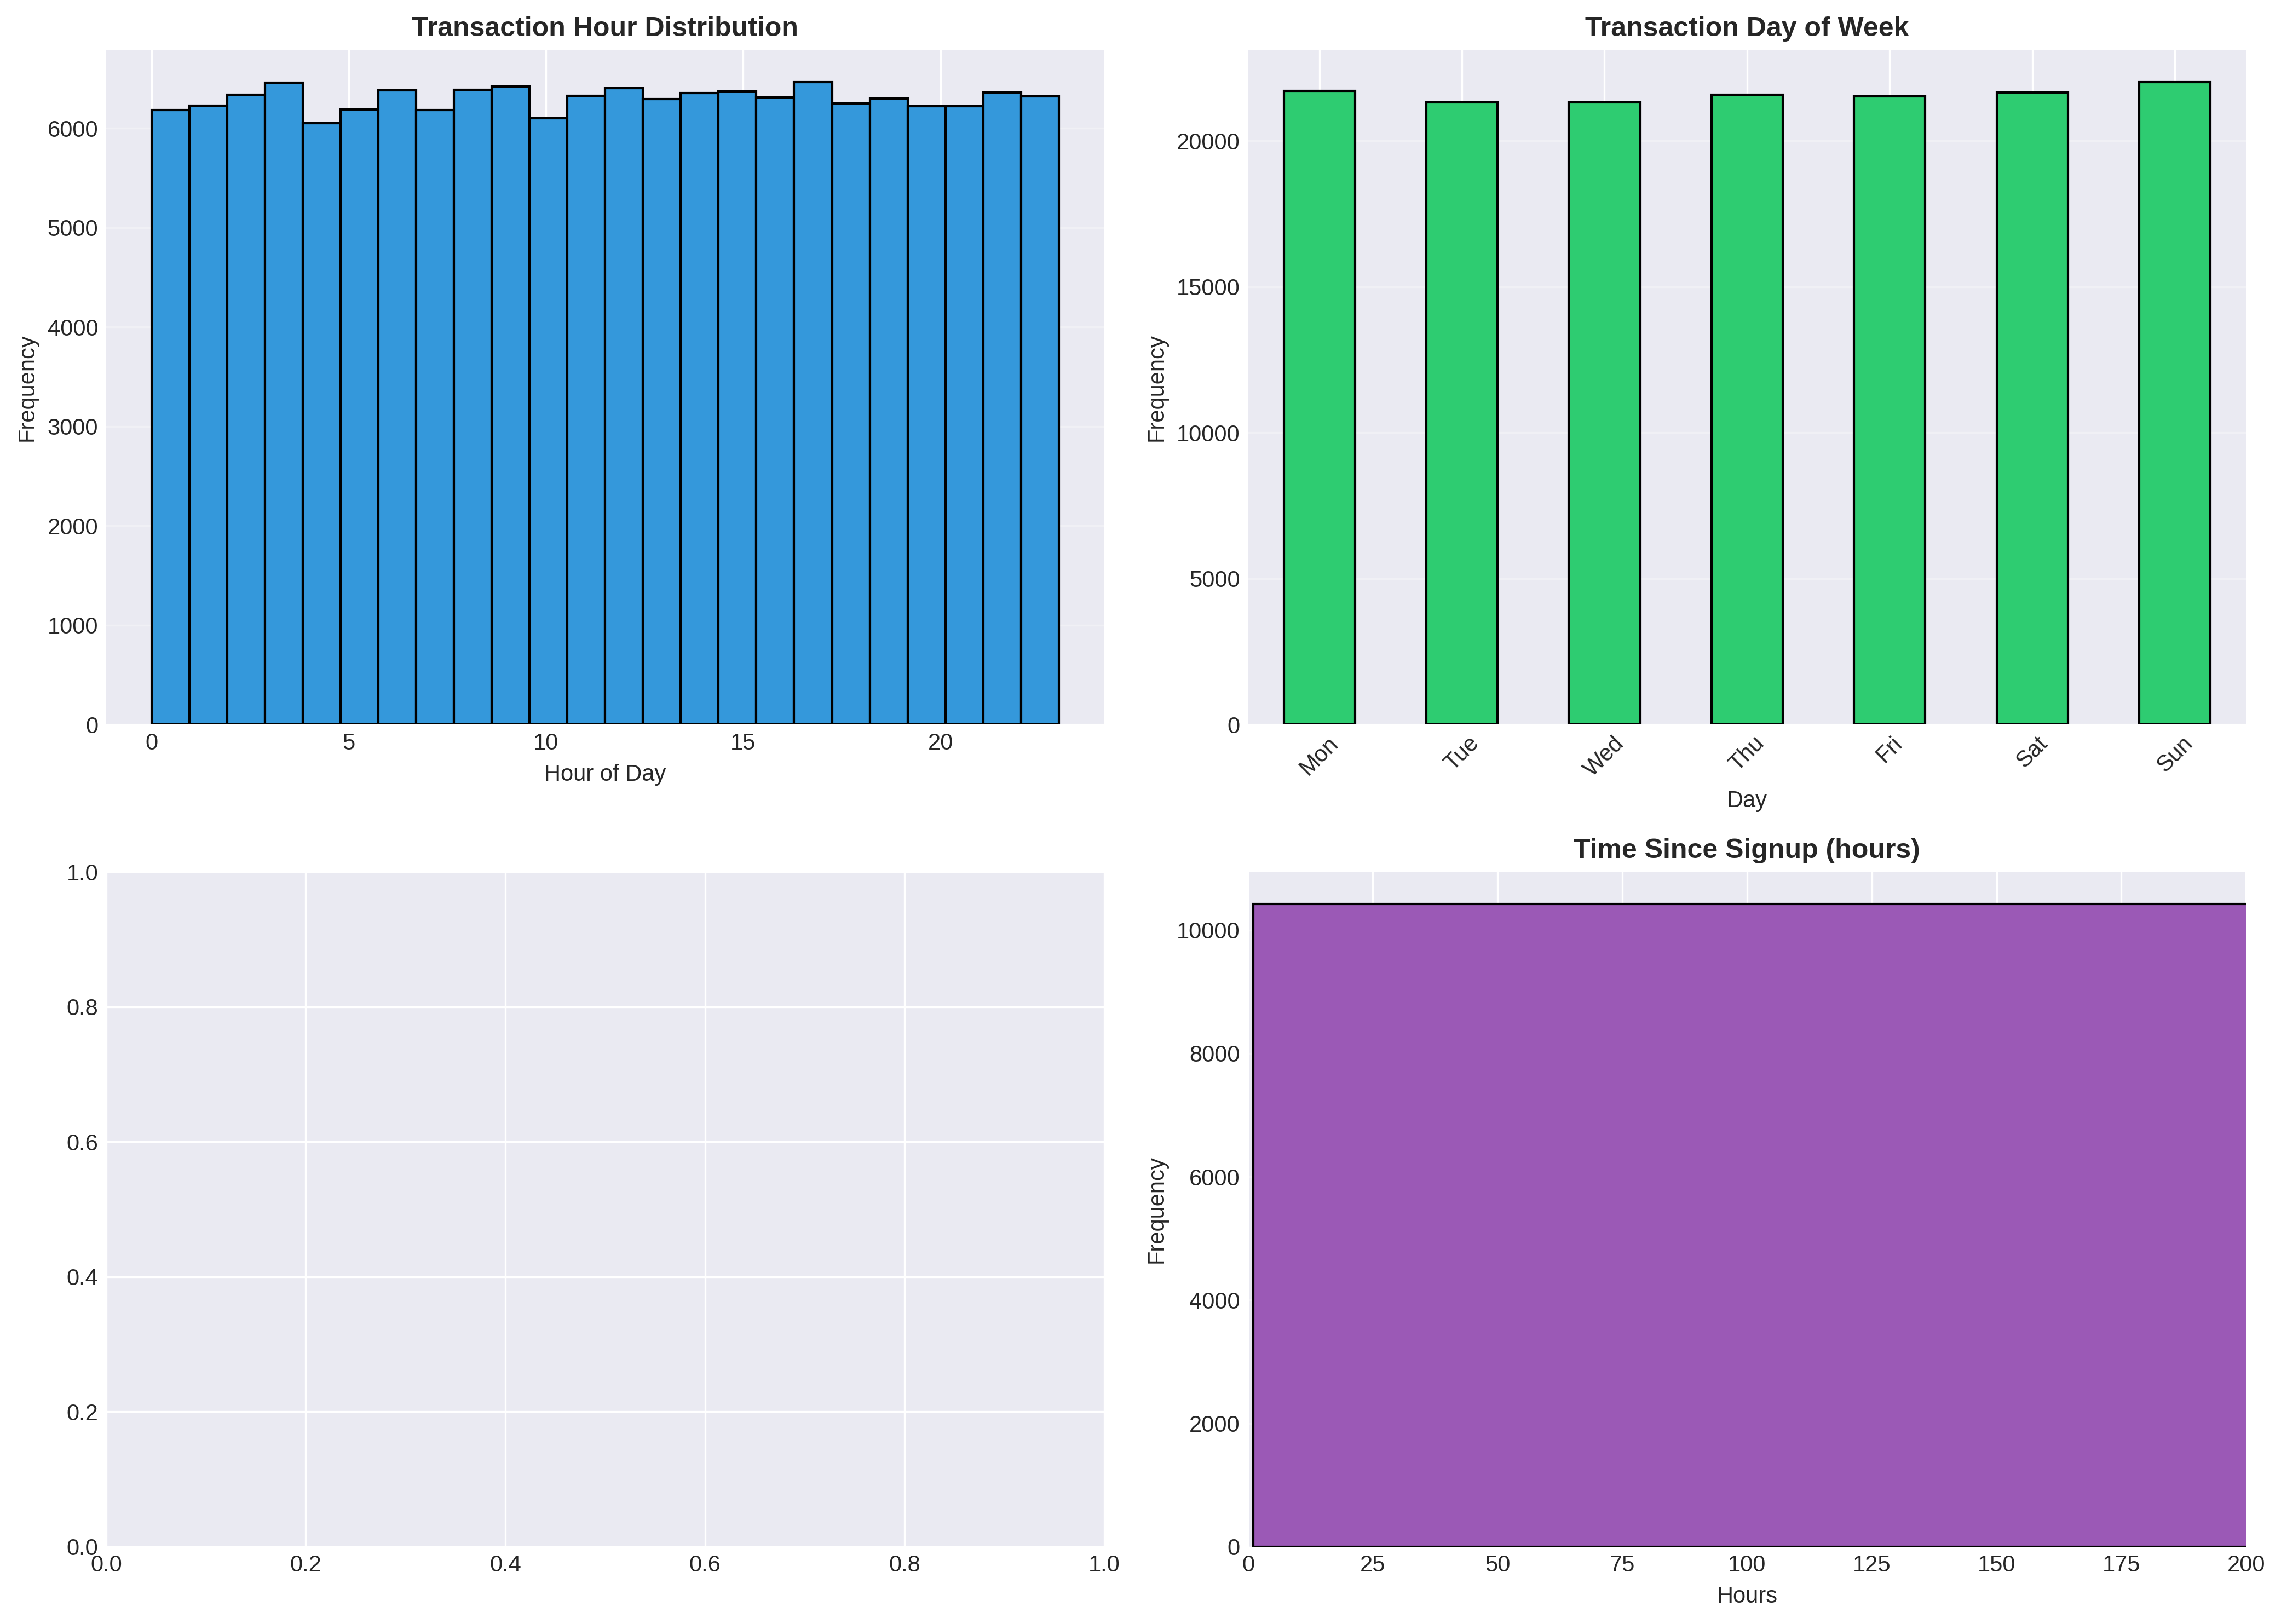 Transaction Hour Distribution
Frequency
6000
5000
4000
3000
2000
1000
0
0 5 10 15 20
Hour of Day
Transaction Day of Week
Frequency
20000
15000
10000
5000
0
Mon Tue Wed Thu Fri Sat Sun
Day
1.0
0.8
0.6
0.4
0.2
0.0
0.0 0.2 0.4 0.6 0.8 1.0
Time Since Signup (hours)
Frequency
10000
8000
6000
4000
2000
0
0 25 50 75 100 125 150 175 200
Hours